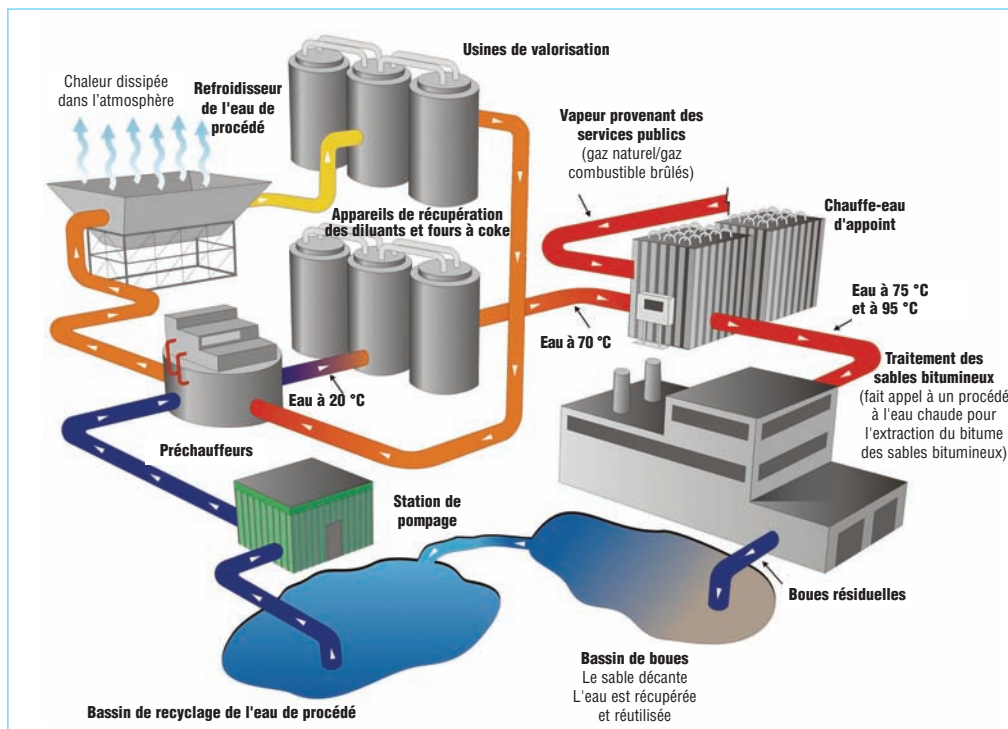 Usines de valorisation
Chaleur dissipée
dans l'atmosphère
Refroidisseur
de l'eau de
procédé
Vapeur provenant des
services publics
(gaz naturel/gaz
combustible brûlés)
Chauffe-eau
d'appoint
Appareils de récupération
des diluants et fours à coke
Eau à 75 °C
et à 95 °C
Eau à 70 °C
Traitement des
sables bitumineux
(fait appel à un procédé
à l'eau chaude pour
l'extraction du bitume
des sables bitumineux)
Eau à 20 °C
Préchauffeurs
Station de
pompage
Boues résiduelles
Bassin de boues
Le sable décante
L'eau est récupérée
et réutilisée
Bassin de recyclage de l'eau de procédé